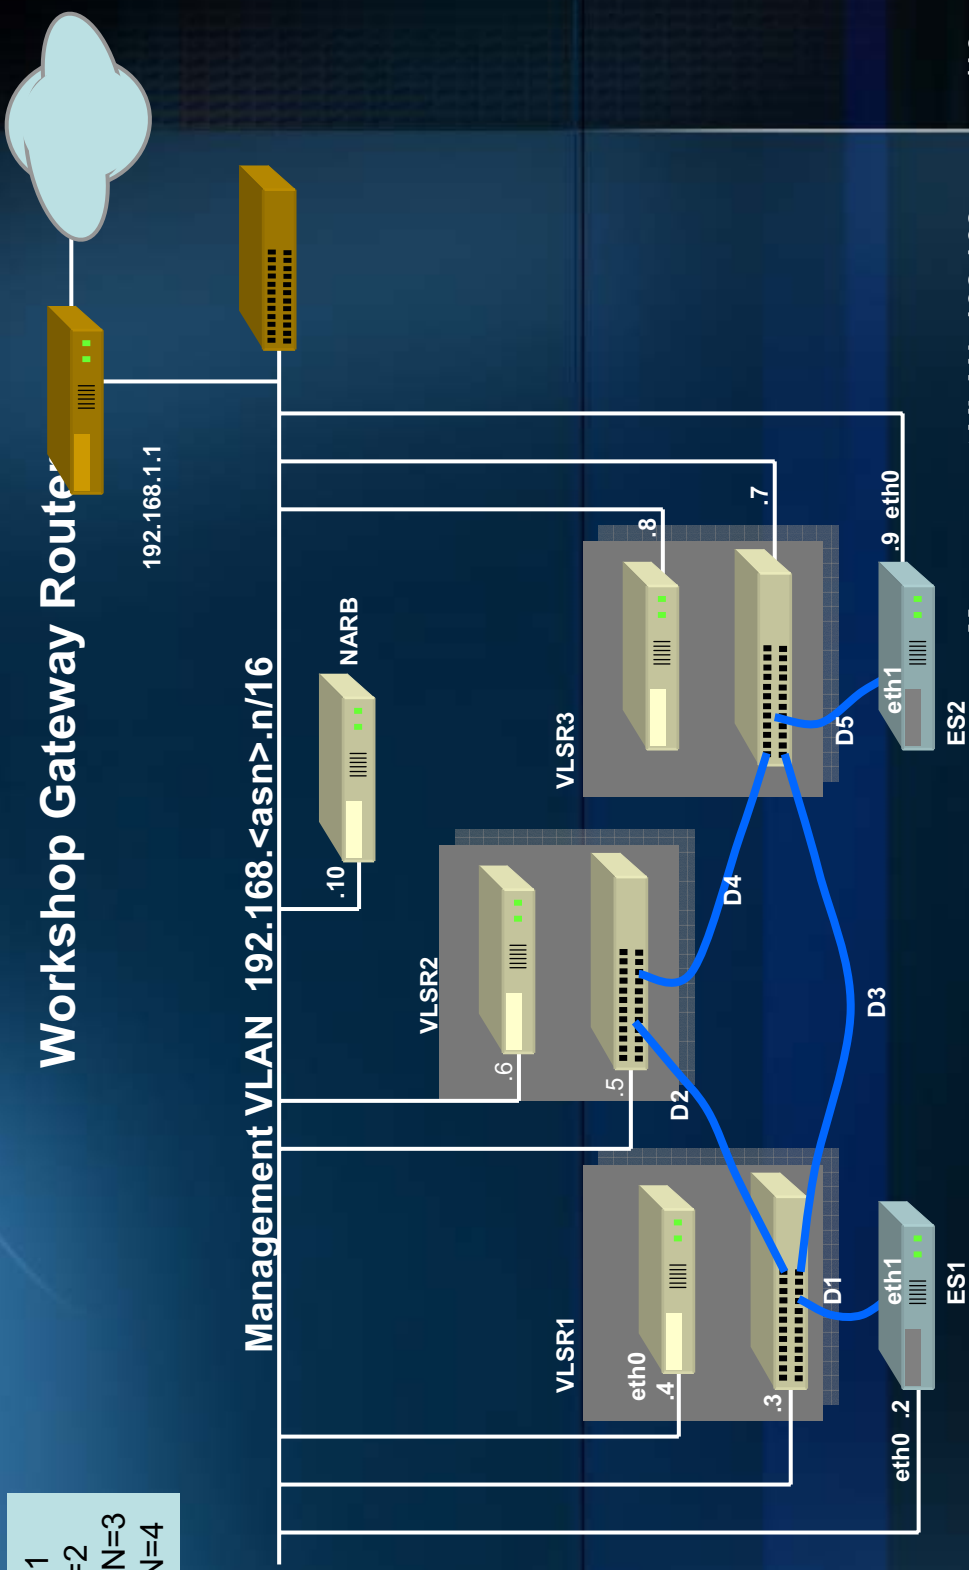 Workshop Gateway Router
192.168.1.1
1
=2
N=3
N=4
Management VLAN 192.168.<asn>.n/16
NARB
.10
VLSR2
.6
.5
VLSR1
eth0
.4
.3
VLSR3
.8
.7
D2
D4
D1
D3
D5
eth0 .2
eth1
ES1
eth1
.9 eth0
ES2